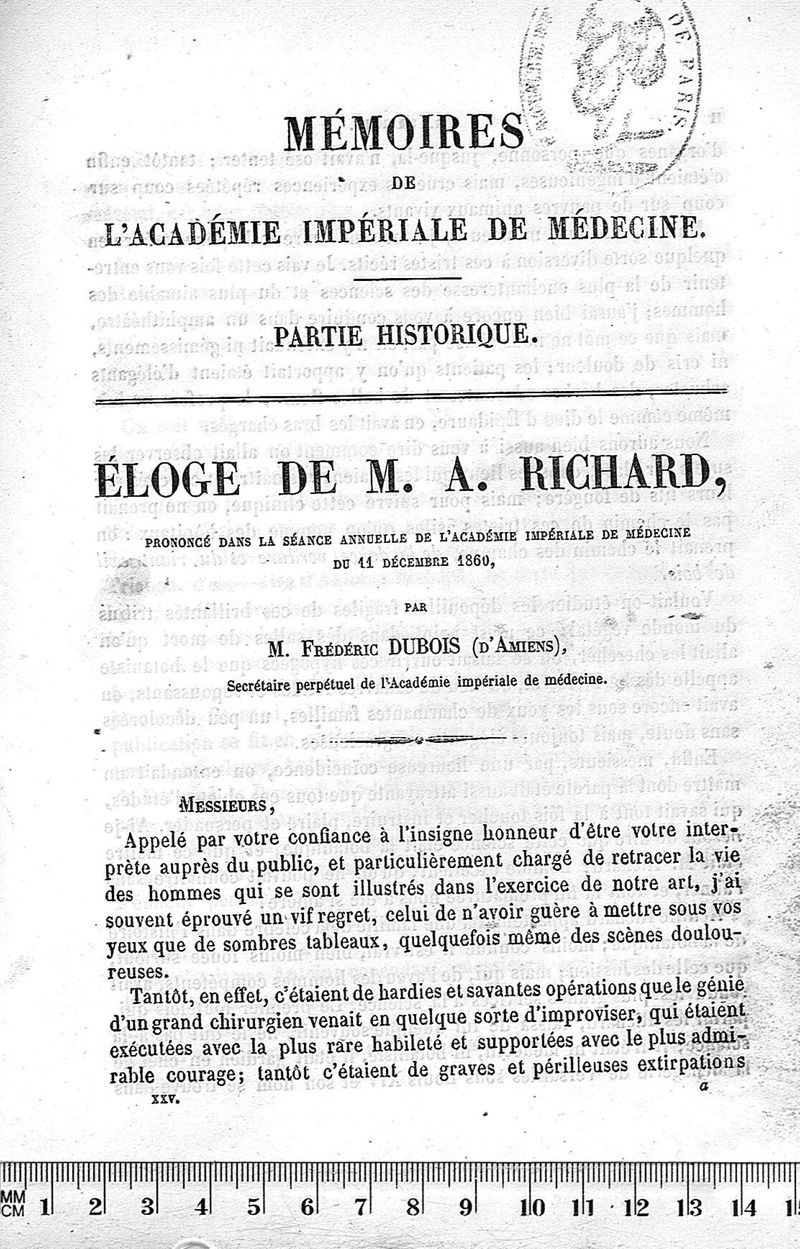 DE PARIS
MÉMOIRES
DE
L'ACADÉMIE IMPÉRIALE DE MÉDECINE.
PARTIE HISTORIQUE.
ÉLOGE DE M. A. RICHARD,
PRONONCÉ DANS LA SÉANCE ANNUELLE DE L'ACADÉMIE IMPÉRIALE DE MÉDECINE
DU 11 DÉCEMBRE 1860,
PAR
M. FRÉDÉRIC DUBOIS (D'AMIENS),
Secrétaire perpétuel de l'Académie impériale de médecine.
MESSIEURS,
Appelé par votre confiance à l'insigne honneur d'être votre inter-
prète auprès du public, et particulièrement chargé de retracer la vie
des hommes qui se sont illustrés dans l'exercice de notre art, j'ai
souvent éprouvé un vif regret, celui de n'avoir guère à mettre sous vos
yeux que de sombres tableaux, quelquefois même des scènes doulou-
reuses.
Tantôt, en effet, c'étaient de hardies et savantes opérations que le génie
d'un grand chirurgien venait en quelque sorte d'improviser, qui étaient
exécutées avec la plus rare habileté et supportées avec le plus admi-
rable courage; tantôt c'étaient de graves et périlleuses extirpations
XXV. a
MM
CM 1 2 3 4 5 6 7 8 9 10 11 12 13 14